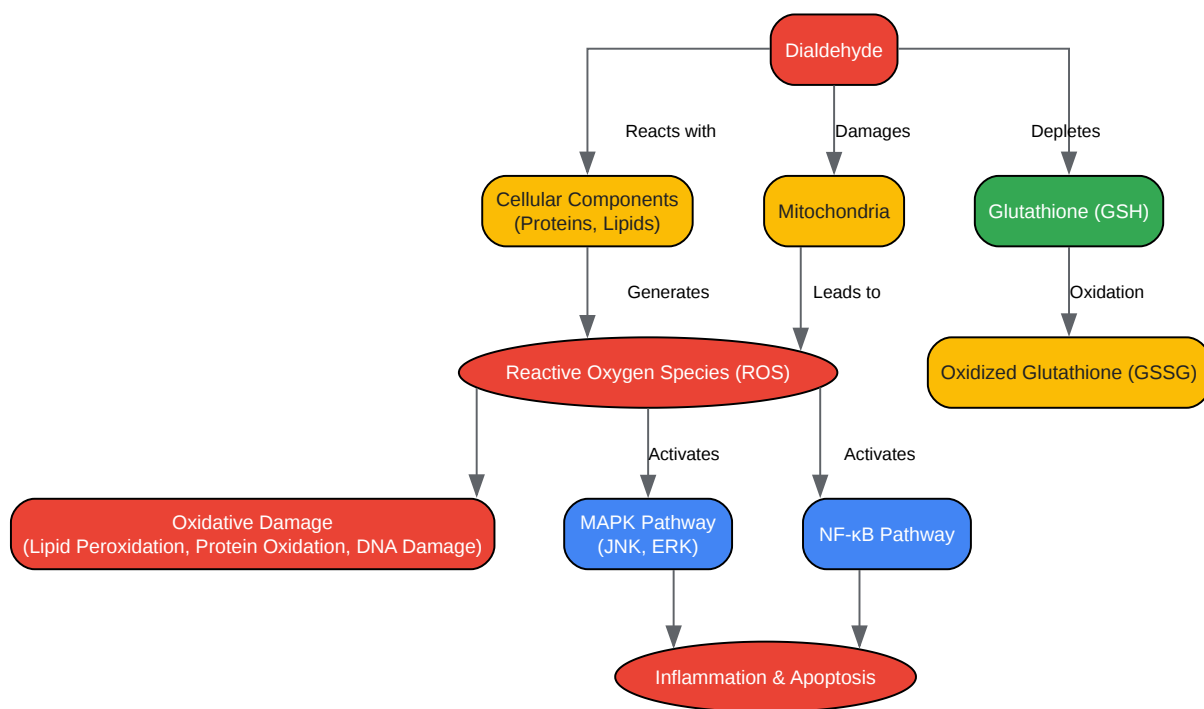 Dialdehyde
Reacts with
Damages
Depletes
Cellular Components
(Proteins, Lipids)
Mitochondria
Glutathione (GSH)
Generates
Leads to
Oxidation
Reactive Oxygen Species (ROS)
Oxidized Glutathione (GSSG)
Activates
Activates
Oxidative Damage
(Lipid Peroxidation, Protein Oxidation, DNA Damage)
MAPK Pathway
(JNK, ERK)
NF-κB Pathway
Inflammation & Apoptosis